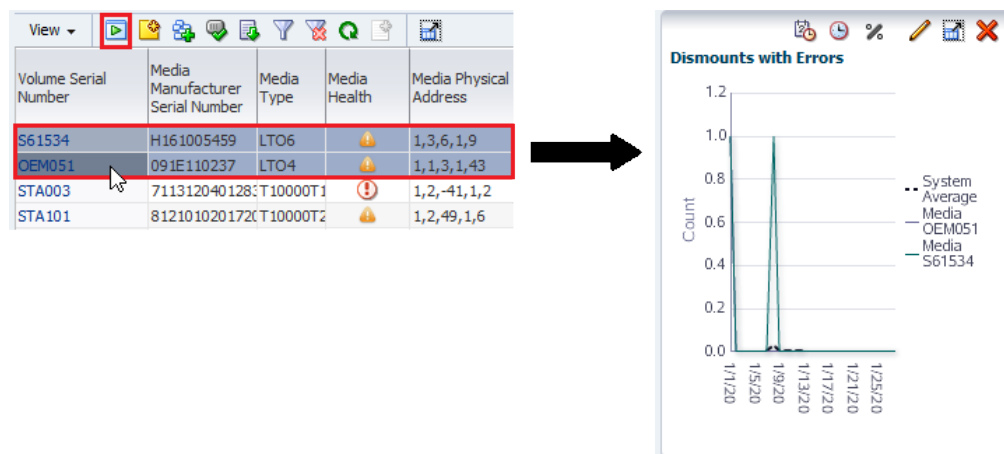 View
Volume Serial Number
Media Manufacturer Serial Number
Media Type
Media Health
Media Physical Address
S61534 H161005459 LTO6 1,3,6,1,9
OEM051 091E110237 LTO4 1,1,3,1,43
STA003 7113120401283 T10000T1 1,2,-41,1,2
STA101 8121010201720 T10000T2 1,2,49,1,6
Dismounts with Errors
1.2
1.0
0.8
0.6
0.4
0.2
0.0
Count
1/1/20
1/5/20
1/9/20
1/13/20
1/17/20
1/21/20
1/25/20
System
Average
Media
OEM051
Media
S61534